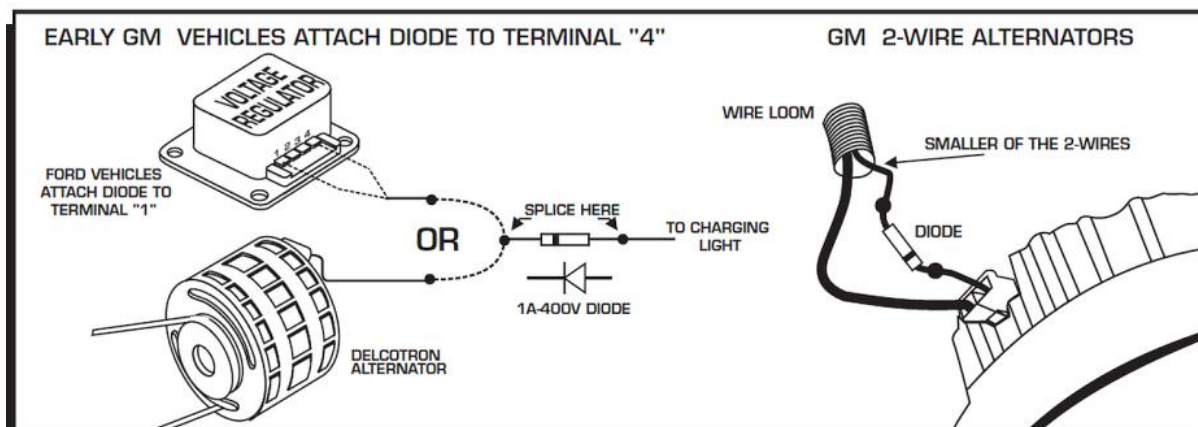 EARLY GM VEHICLES ATTACH DIODE TO TERMINAL "4"
VOLTAGE
REGULATOR
1 2 3 4
FORD VEHICLES
ATTACH DIODE TO
TERMINAL "1"
OR
SPLICE HERE
TO CHARGING
LIGHT
1A-400V DIODE
DELCOTRON
ALTERNATOR
GM 2-WIRE ALTERNATORS
WIRE LOOM
SMALLER OF THE 2-WIRES
DIODE